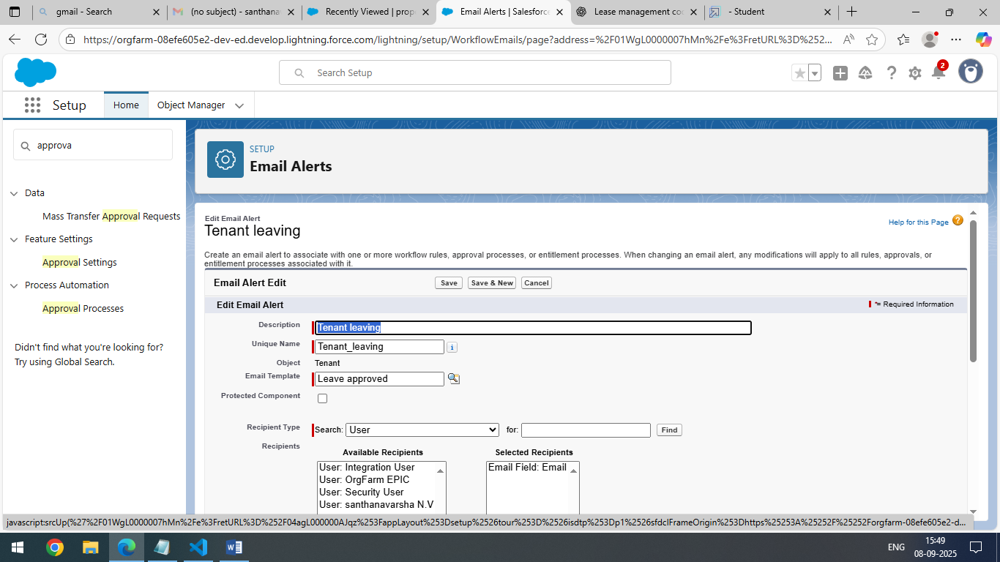 gmail - Search
(no subject) - santhana
Recently Viewed | prop
Email Alerts | Salesforce
Lease management co
- Student
https://orgfarm-08efe605e2-dev-ed.develop.lightning.force.com/lightning/setup/WorkflowEmails/page?address=%2F01WgL0000007hMn%2Fe%3FretURL%3D%252...
Search Setup
2
Setup
Home
Object Manager
approva
Data
Mass Transfer Approval Requests
Feature Settings
Approval Settings
Process Automation
Approval Processes
Didn't find what you're looking for?
Try using Global Search.
SETUP
Email Alerts
Edit Email Alert
Tenant leaving
Help for this Page ?
Create an email alert to associate with one or more workflow rules, approval processes, or entitlement processes. When changing an email alert, any modifications will apply to all rules, approvals, or
entitlement processes associated with it.
Email Alert Edit
Save
Save & New
Cancel
Edit Email Alert
*= Required Information
Description
Tenant leaving
Unique Name
Tenant_leaving
i
Object
Tenant
Email Template
Leave approved
Protected Component
Recipient Type
Search:
User
for:
Find
Recipients
Available Recipients
Selected Recipients
User: Integration User
User: OrgFarm EPIC
User: Security User
User: santhanavarsha N.V
Email Field: Email
javascript:srcUp(%27%2F01WgL0000007hMn%2Fe%3FretURL%3D%252F04agL000000AJqz%253FappLayout%253Dsetup%2526tour%253D%2526isdtp%253Dp1%2526sfdcIFrameOrigin%253Dhttps%25253A%25252F%25252Forgfarm-08efe605e2-d...
ENG
15:49
08-09-2025